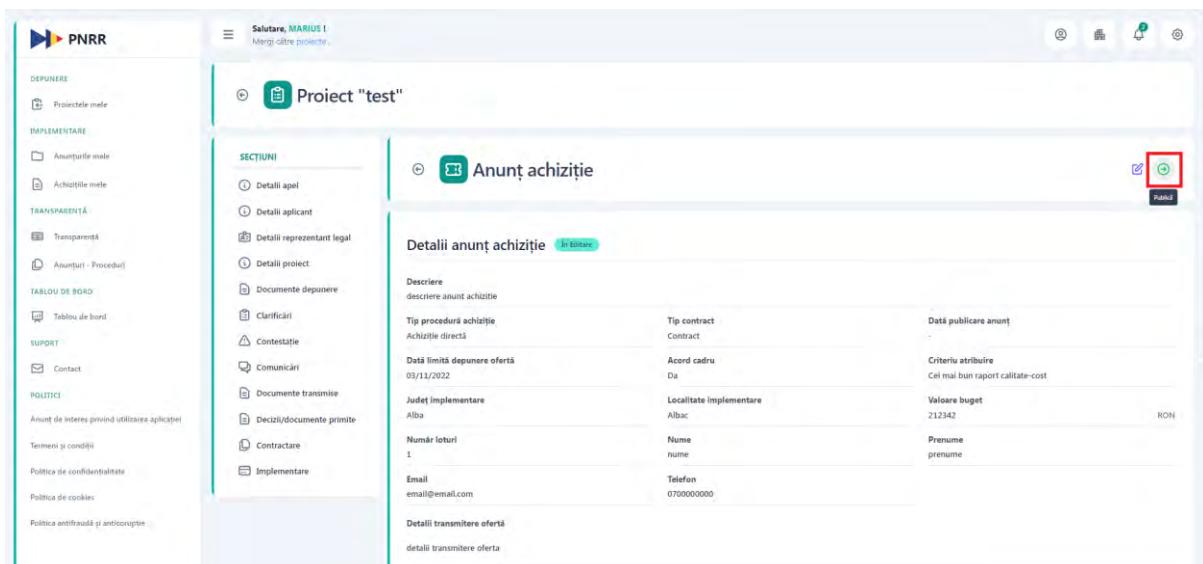 PNRR
Salutare, MARIUS !
Mergi către proiecte .
2
DEPUNERE
Proiectele mele
IMPLEMENTARE
Anunțurile mele
Achizițiile mele
TRANSPARENȚĂ
Transparență
Anunțuri - Proceduri
TABLOU DE BORD
Tablou de bord
SUPORT
Contact
POLITICI
Anunț de interes privind utilizarea aplicației
Termeni și condiții
Politica de confidențialitate
Politica de cookies
Politica antifraudă și anticorupție
Proiect "test"
SECȚIUNI
Detalii apel
Detalii aplicant
Detalii reprezentant legal
Detalii proiect
Documente depunere
Clarificări
Contestație
Comunicări
Documente transmise
Decizii/documente primite
Contractare
Implementare
Anunț achiziție
Publică
Detalii anunț achiziție În Editare
Descriere
descriere anunt achizitie
Tip procedură achiziție Tip contract Dată publicare anunț
Achiziție directă Contract -
Dată limită depunere ofertă Acord cadru Criteriu atribuire
03/11/2022 Da Cel mai bun raport calitate-cost
Județ implementare Localitate implementare Valoare buget
Alba Albac 212342 RON
Număr loturi Nume Prenume
1 nume prenume
Email Telefon
email@email.com 0700000000
Detalii transmitere ofertă
detalii transmitere oferta